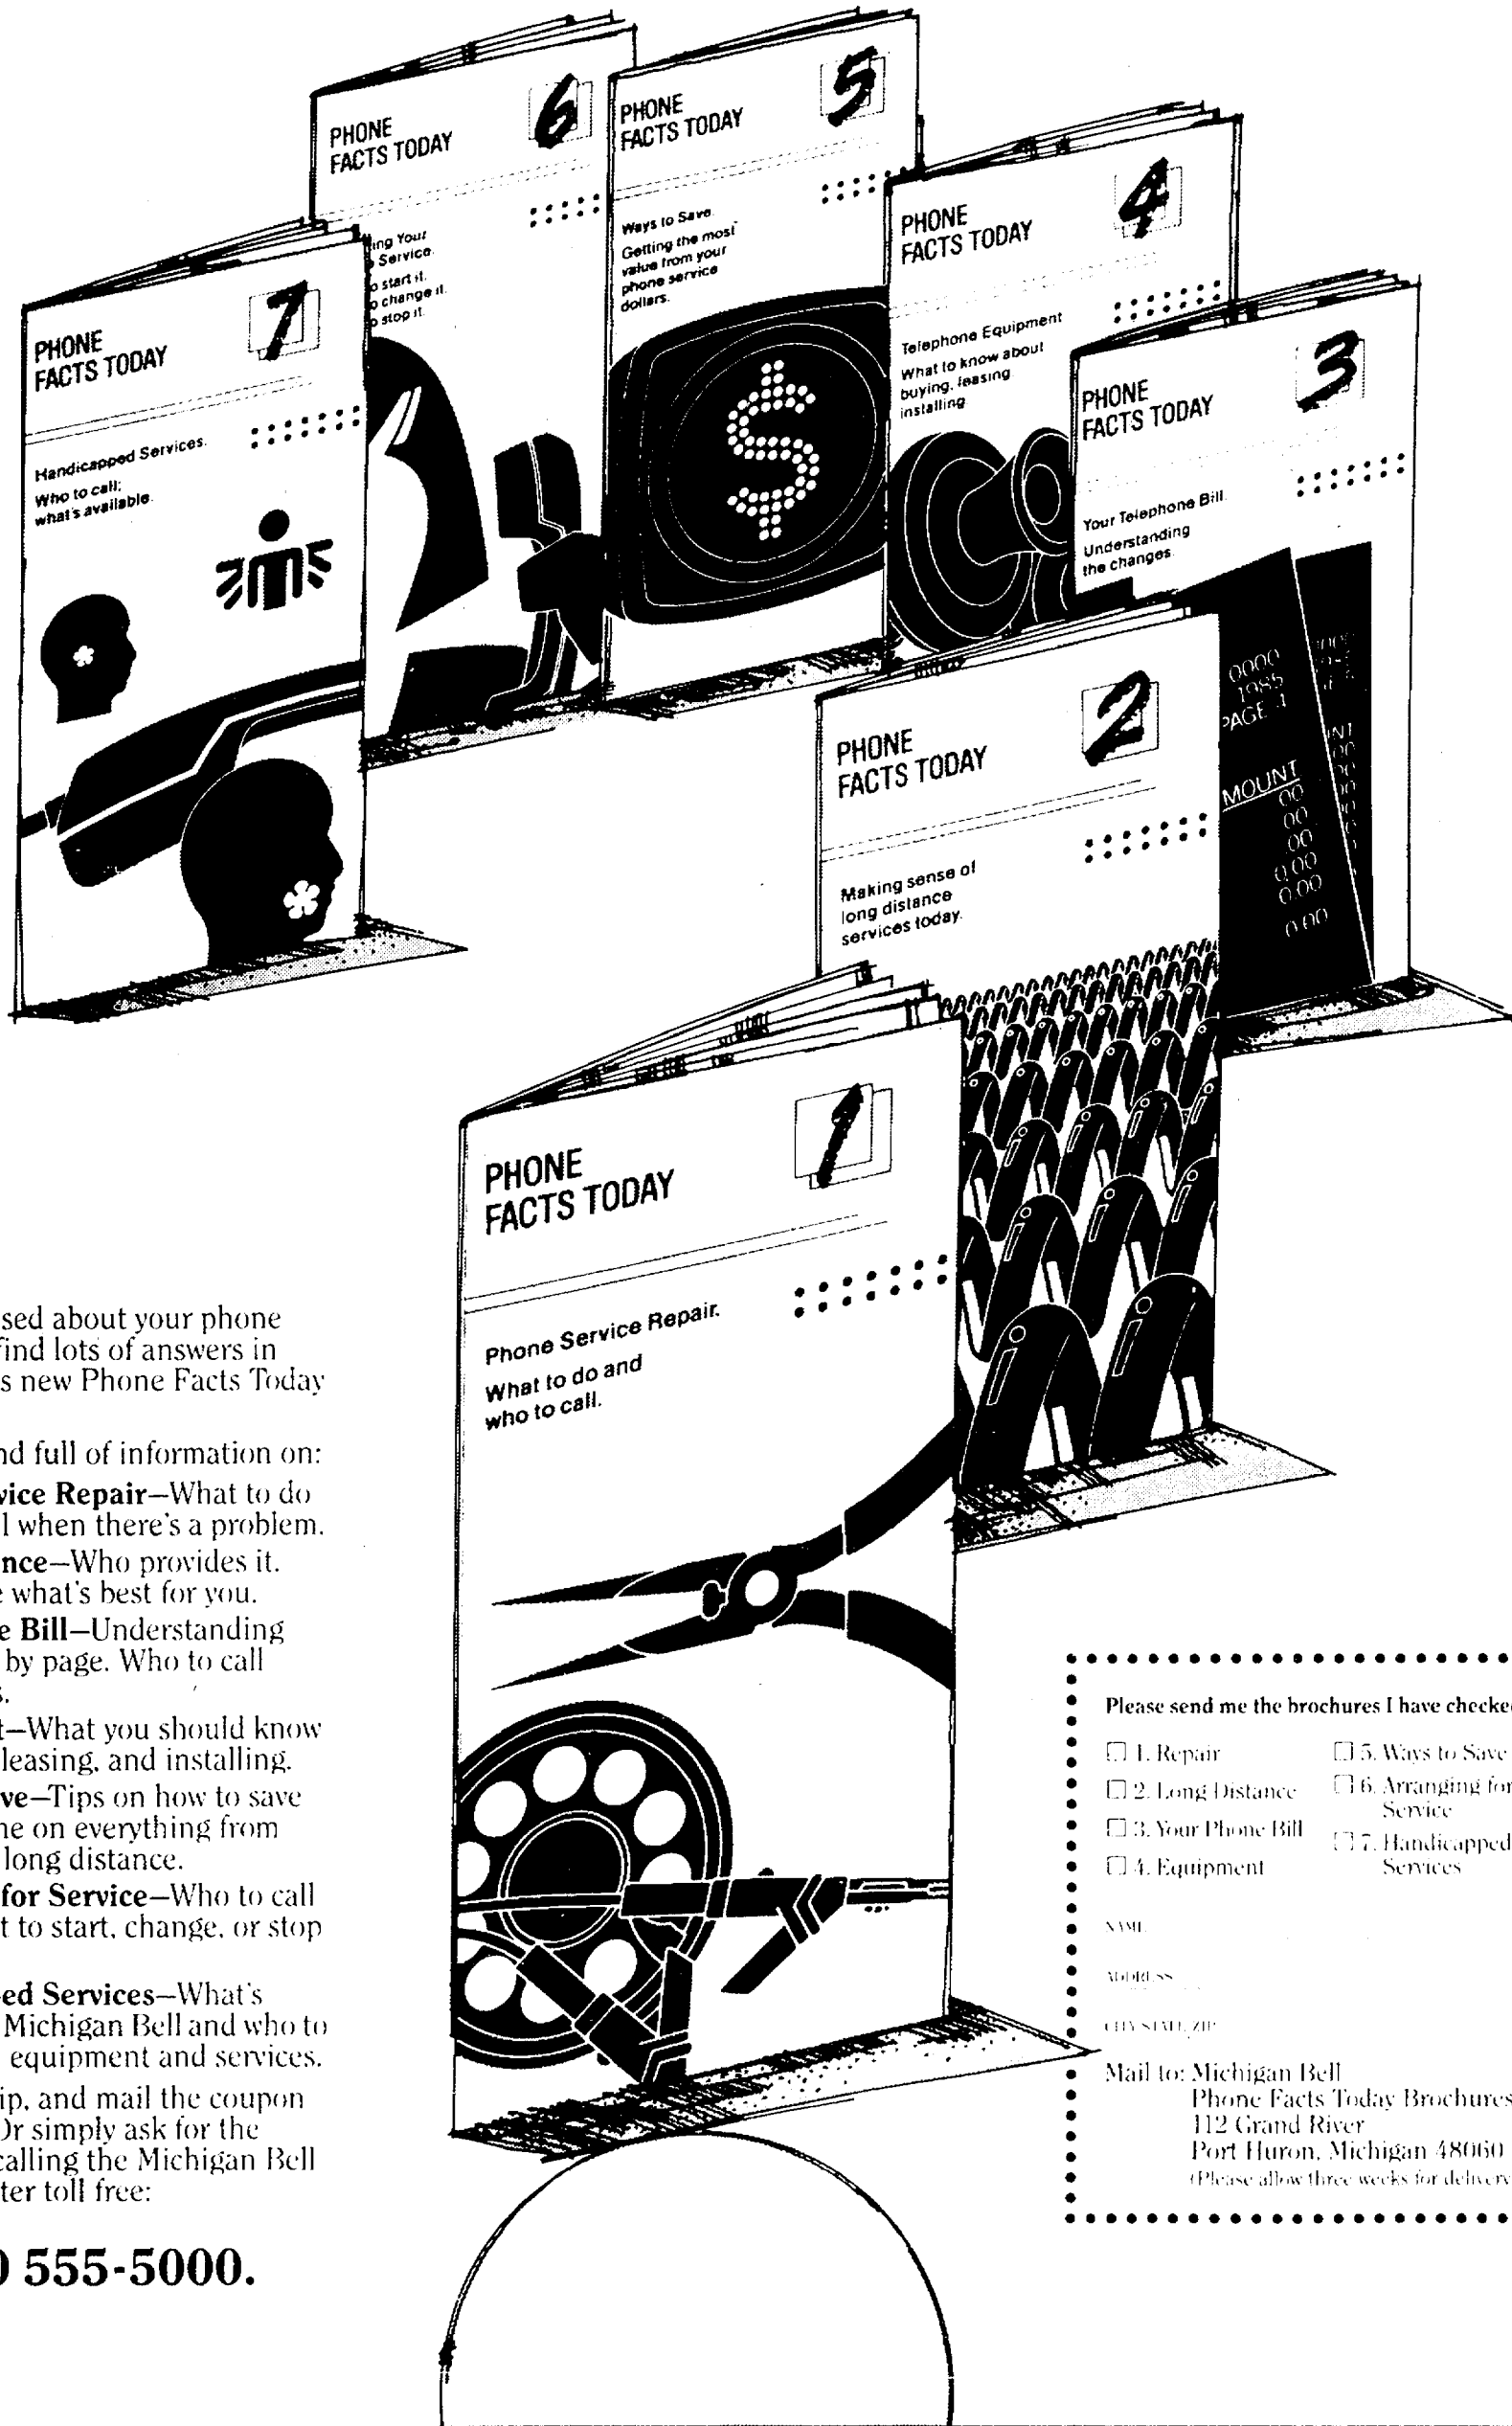 6
PHONE
FACTS TODAY
ing Your
Service.
o start it.
o change it.
o stop it.
5
PHONE
FACTS TODAY
Ways to Save.
Getting the most
value from your
phone service
dollars.
$
4
PHONE
FACTS TODAY
Telephone Equipment
What to know about
buying, leasing
installing.
3
PHONE
FACTS TODAY
Your Telephone Bill.
Understanding
the changes.
0000
1985
PAGE 1
MOUNT
00
00
.00
0.00
0.00
0.00
7
PHONE
FACTS TODAY
Handicapped Services.
Who to call;
what's available.
2
PHONE
FACTS TODAY
Making sense of
long distance
services today.
1
PHONE
FACTS TODAY
Phone Service Repair.
What to do and
who to call.
sed about your phone
find lots of answers in
s new Phone Facts Today
nd full of information on:
vice Repair—What to do
l when there's a problem.
nce—Who provides it.
e what's best for you.
e Bill—Understanding
by page. Who to call
s.
t—What you should know
leasing, and installing.
ve—Tips on how to save
ne on everything from
long distance.
for Service—Who to call
t to start, change, or stop
ed Services—What's
Michigan Bell and who to
equipment and services.
ip, and mail the coupon
Or simply ask for the
calling the Michigan Bell
ter toll free:
0 555-5000.
Please send me the brochures I have checked
1. Repair
2. Long Distance
3. Your Phone Bill
4. Equipment
5. Ways to Save
6. Arranging for
Service
7. Handicapped
Services
NAME
ADDRESS
CITY, STATE, ZIP
Mail to: Michigan Bell
Phone Facts Today Brochures
112 Grand River
Port Huron, Michigan 48060
(Please allow three weeks for delivery